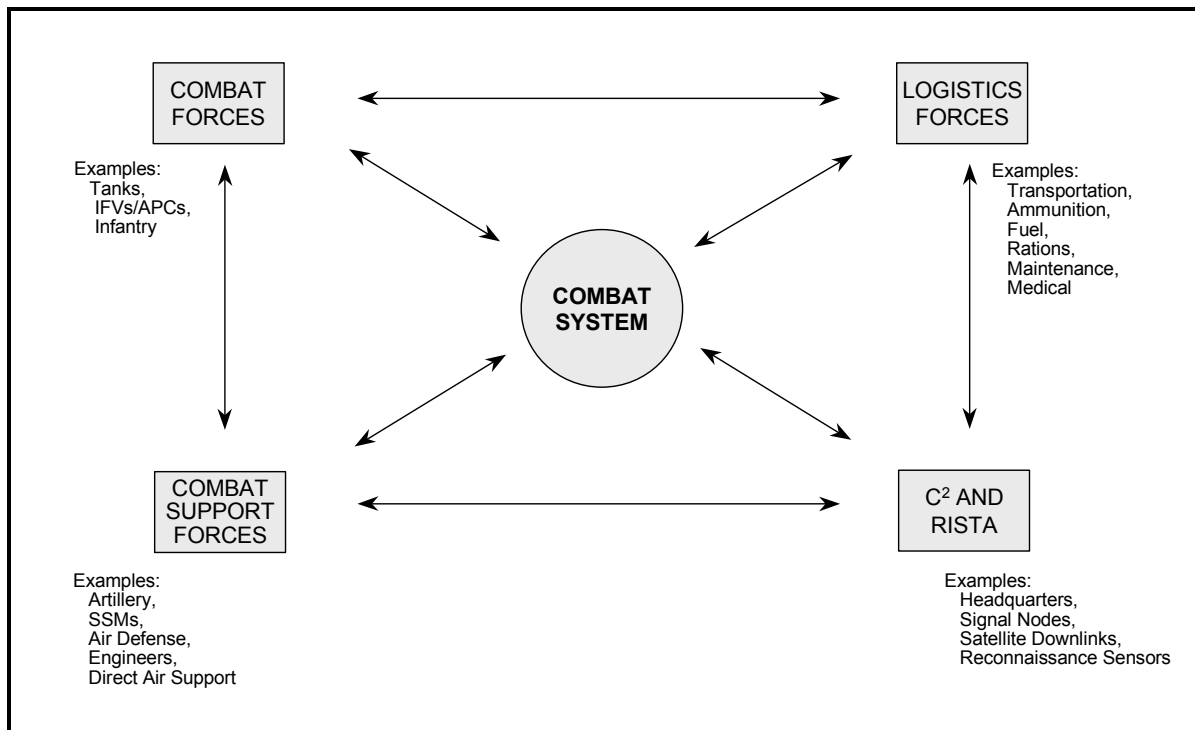 COMBAT
FORCES
Examples:
Tanks,
IFVs/APCs,
Infantry
LOGISTICS
FORCES
Examples:
Transportation,
Ammunition,
Fuel,
Rations,
Maintenance,
Medical
COMBAT
SYSTEM
COMBAT
SUPPORT
FORCES
Examples:
Artillery,
SSMs,
Air Defense,
Engineers,
Direct Air Support
C² AND
RISTA
Examples:
Headquarters,
Signal Nodes,
Satellite Downlinks,
Reconnaissance Sensors